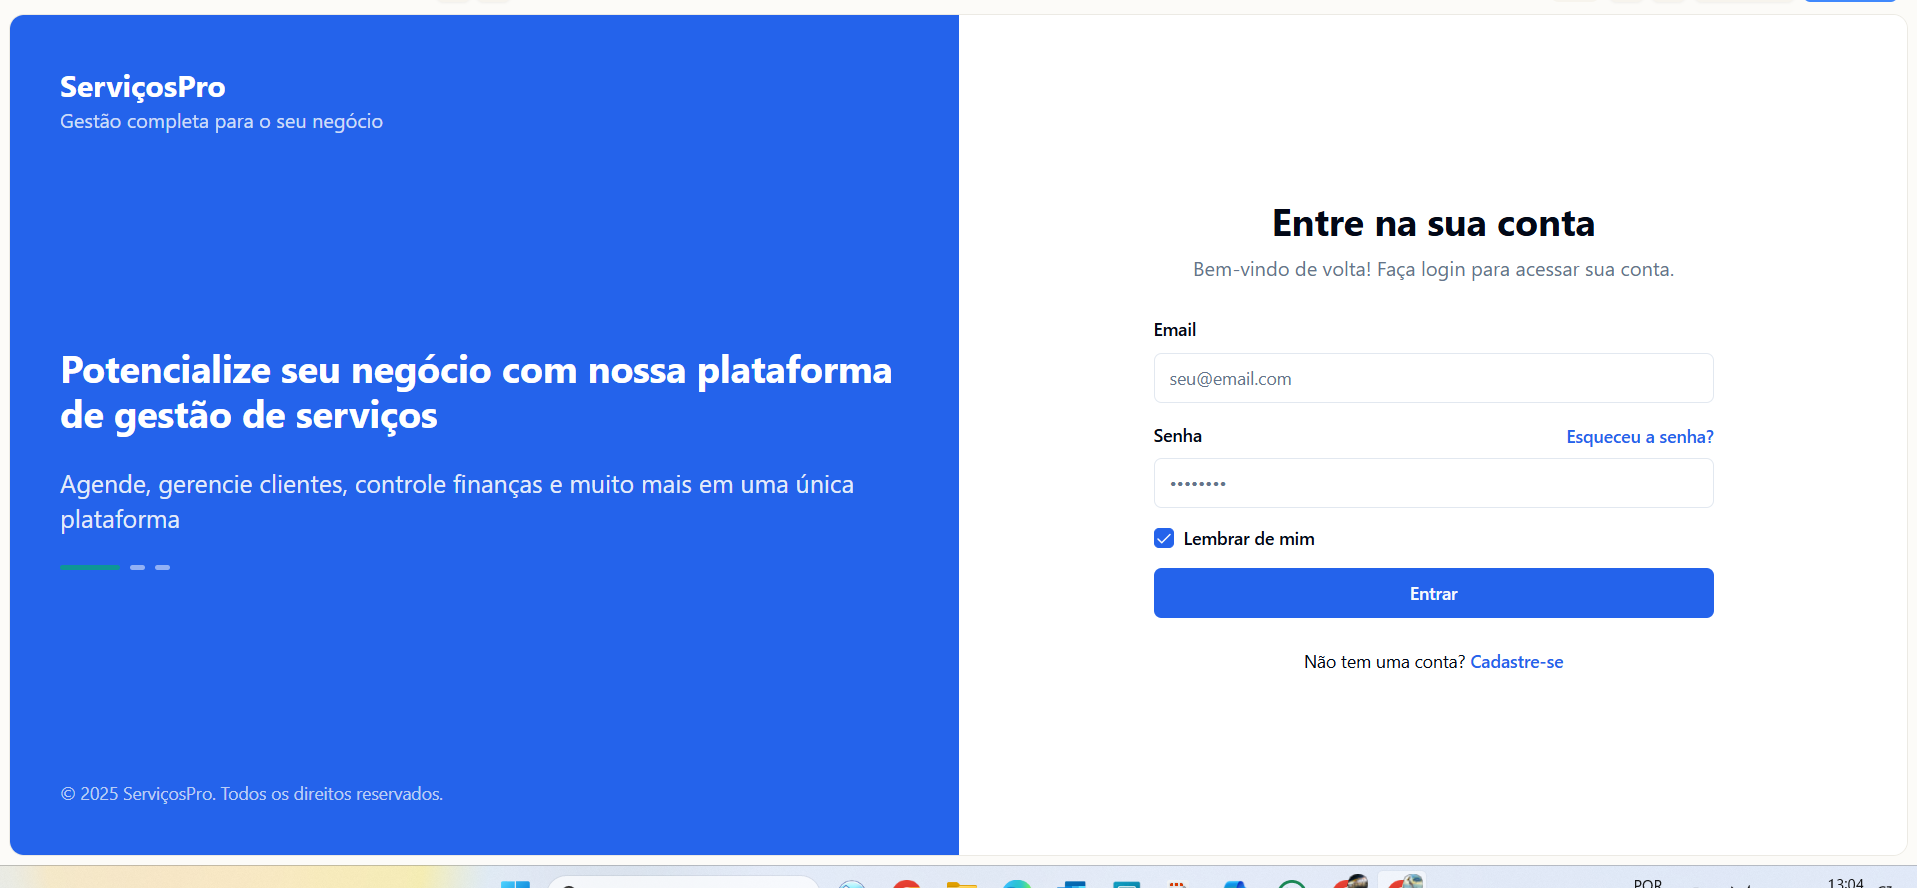 ServiçosPro
Gestão completa para o seu negócio
Potencialize seu negócio com nossa plataforma
de gestão de serviços
Agende, gerencie clientes, controle finanças e muito mais em uma única
plataforma
© 2025 ServiçosPro. Todos os direitos reservados.
Entre na sua conta
Bem-vindo de volta! Faça login para acessar sua conta.
Email
seu@email.com
Senha
Esqueceu a senha?
••••••••
Lembrar de mim
Entrar
Não tem uma conta? Cadastre-se
POR
13:04